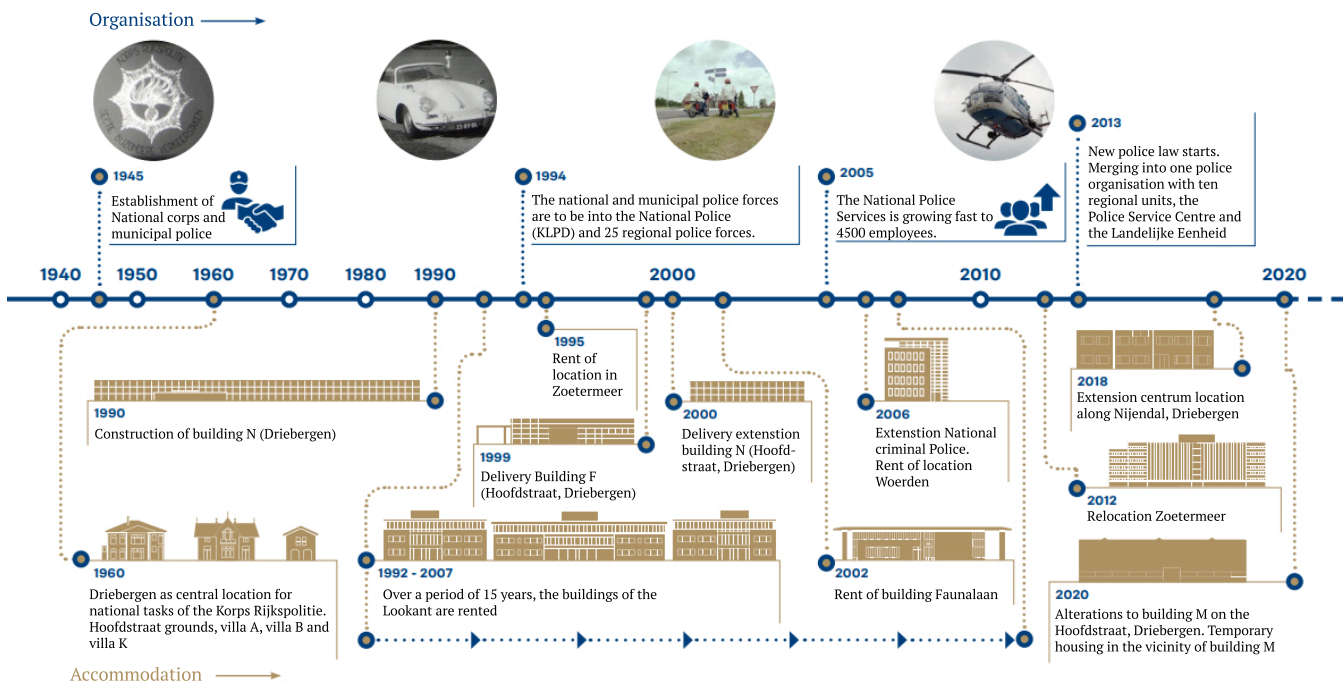 Organisation
KORPS RIJKSPOLITIE
SECTIE BIJZONDERE VERKEERSTAKEN
1945
Establishment of
National corps and
municipal police
1994
The national and municipal police forces
are to be into the National Police
(KLPD) and 25 regional police forces.
2005
The National Police
Services is growing fast to
4500 employees.
2013
New police law starts.
Merging into one police
organisation with ten
regional units, the
Police Service Centre and
the Landelijke Eenheid
1940
1950
1960
1970
1980
1990
2000
2010
2020
1990
Construction of building N (Driebergen)
1995
Rent of
location in
Zoetermeer
1999
Delivery Building F
(Hoofdstraat, Driebergen)
2000
Delivery extenstion
building N (Hoofd-
straat, Driebergen)
2006
Extenstion National
criminal Police.
Rent of location
Woerden
2018
Extension centrum location
along Nijendal, Driebergen
2012
Relocation Zoetermeer
1960
Driebergen as central location for
national tasks of the Korps Rijkspolitie.
Hoofdstraat grounds, villa A, villa B and
villa K
1992 - 2007
Over a period of 15 years, the buildings of the
Lookant are rented
2002
Rent of building Faunalaan
2020
Alterations to building M on the
Hoofdstraat, Driebergen. Temporary
housing in the vicinity of building M
Accommodation